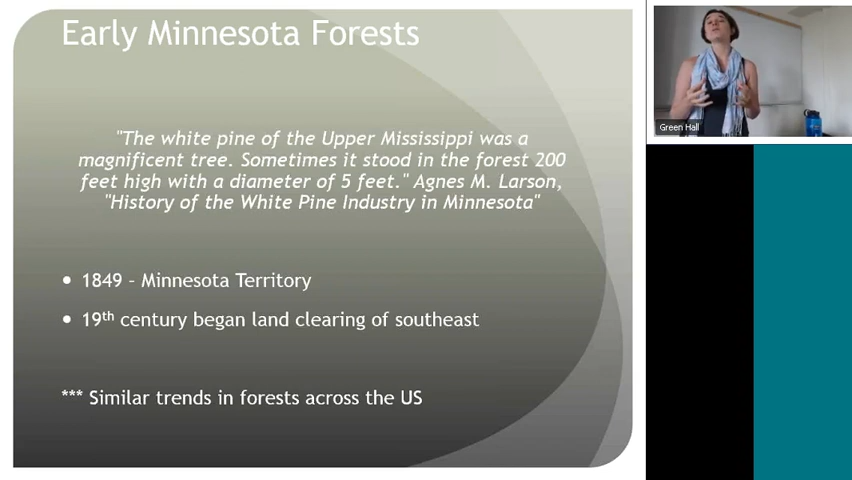 Early Minnesota Forests
"The white pine of the Upper Mississippi was a
magnificent tree. Sometimes it stood in the forest 200
feet high with a diameter of 5 feet." Agnes M. Larson,
"History of the White Pine Industry in Minnesota"
• 1849 – Minnesota Territory
• 19th century began land clearing of southeast
*** Similar trends in forests across the US
Green Hall